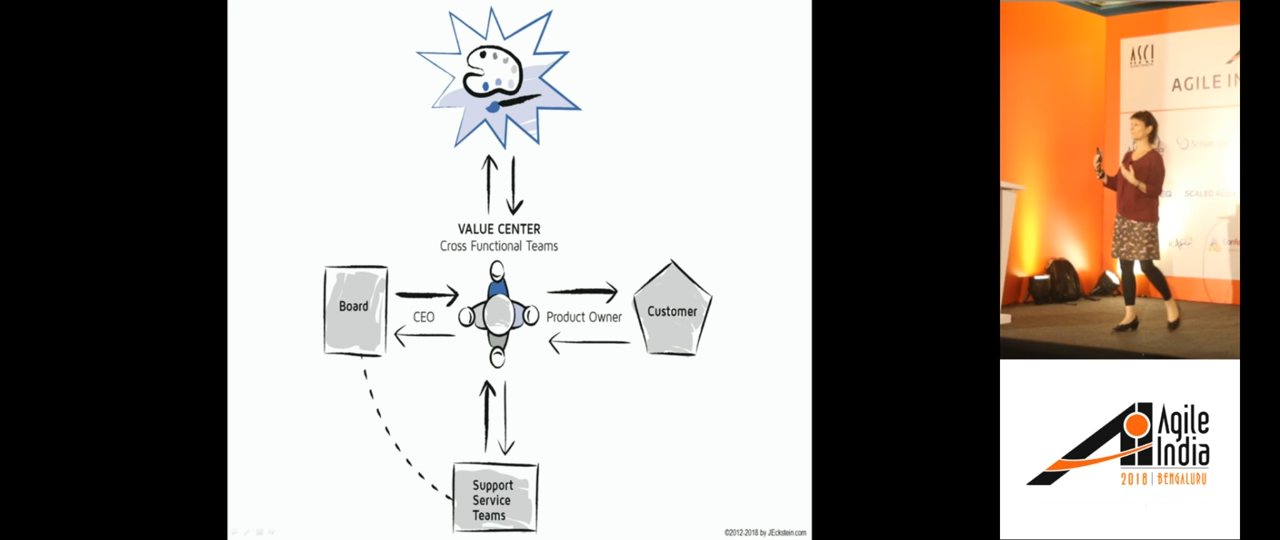 VALUE CENTER
Cross Functional Teams
Board
CEO
Product Owner
Customer
Support
Service
Teams
©2012-2018 by JEckstein.com
ASCI
AGILE IN
SCALED
Agile
India
2018 | BENGALURU